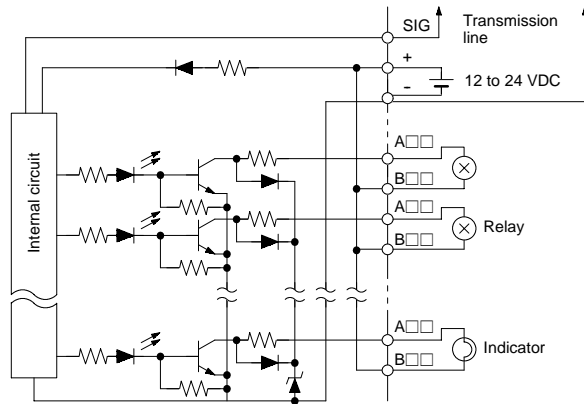 SIG
Transmission
line
+
-
12 to 24 VDC
Internal circuit
A□□
B□□
A□□
Relay
B□□
A□□
Indicator
B□□